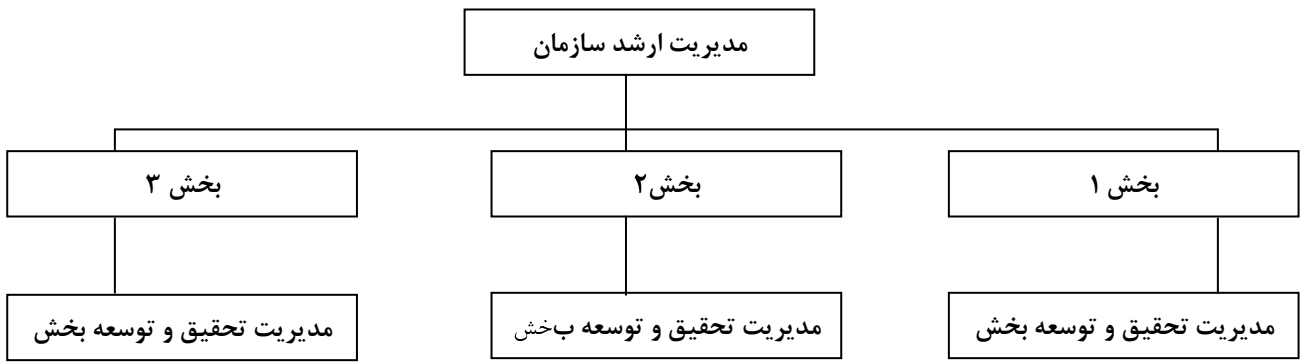 مدیریت ارشد سازمان
بخش ۱
بخش۲
بخش ۳
مدیریت تحقیق و توسعه بخش
مدیریت تحقیق و توسعه بخش
مدیریت تحقیق و توسعه بخش